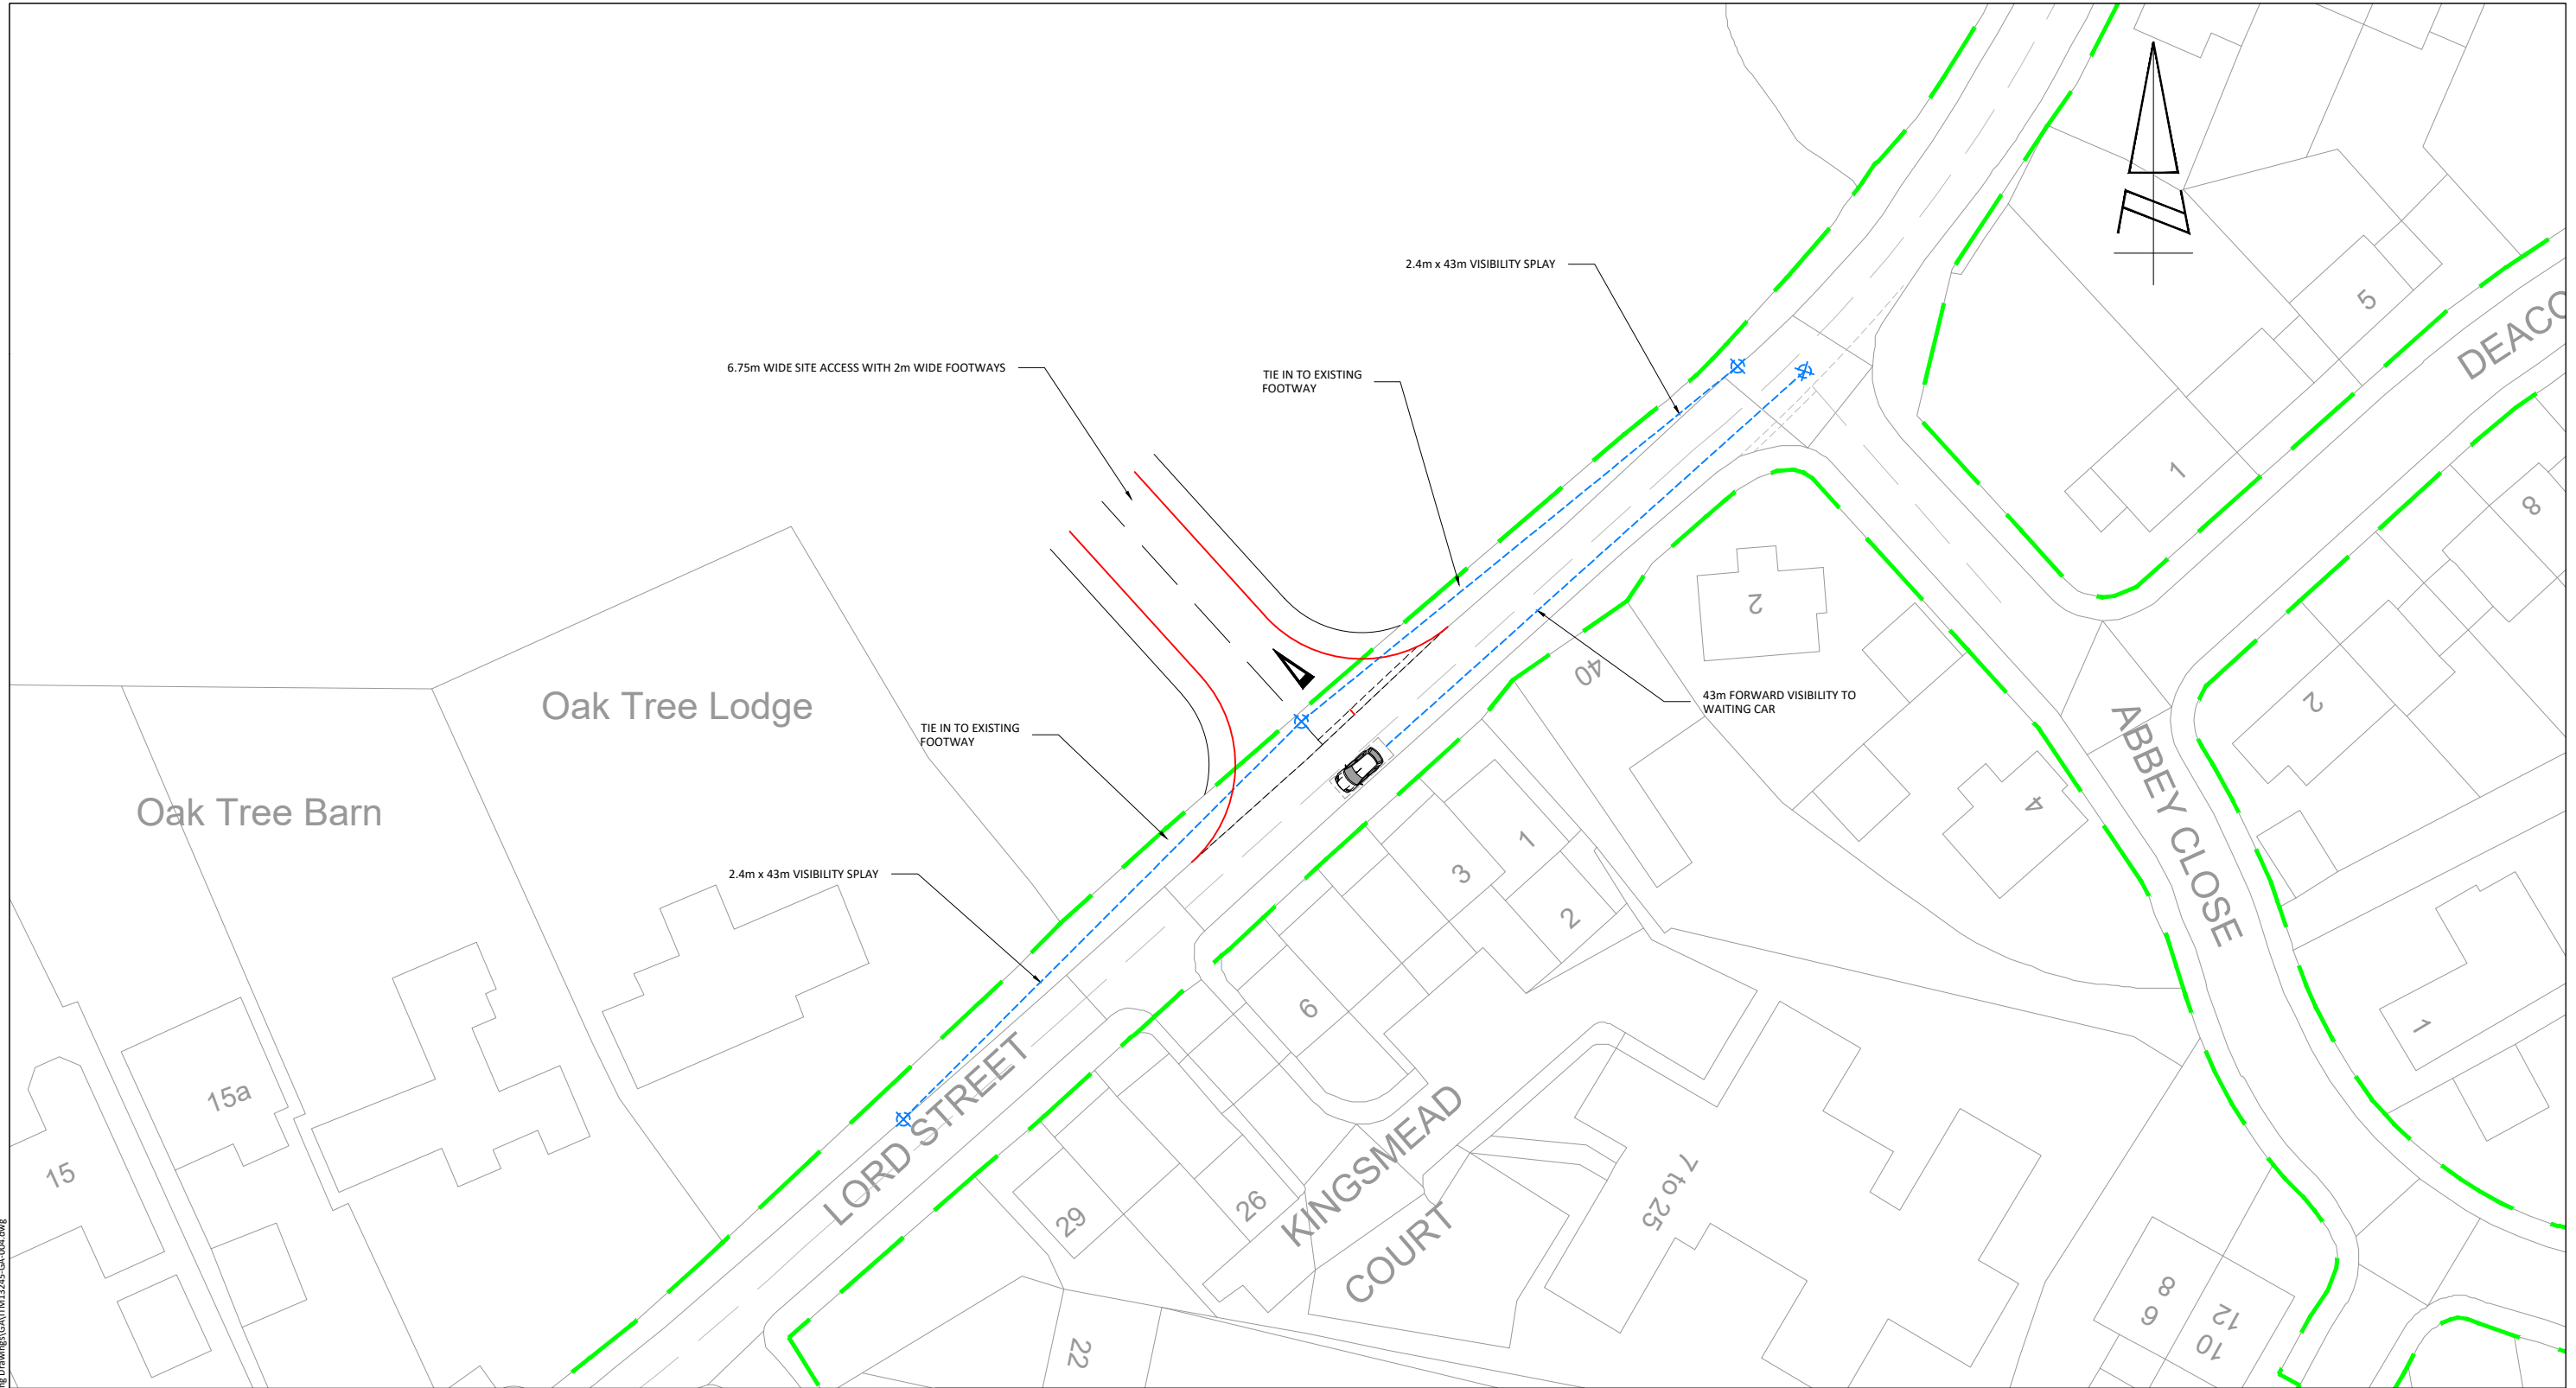 2.4m x 43m VISIBILITY SPLAY
6.75m WIDE SITE ACCESS WITH 2m WIDE FOOTWAYS
TIE IN TO EXISTING
FOOTWAY
N
5
DEACO
1
8
2
40
43m FORWARD VISIBILITY TO
WAITING CAR
Oak Tree Lodge
TIE IN TO EXISTING
FOOTWAY
Oak Tree Barn
2.4m x 43m VISIBILITY SPLAY
2
4
ABBEY CLOSE
1
3
2
6
1
15a
15
LORD STREET
29
26
KINGSMEAD
COURT
7 to 25
22
8
6
12
10